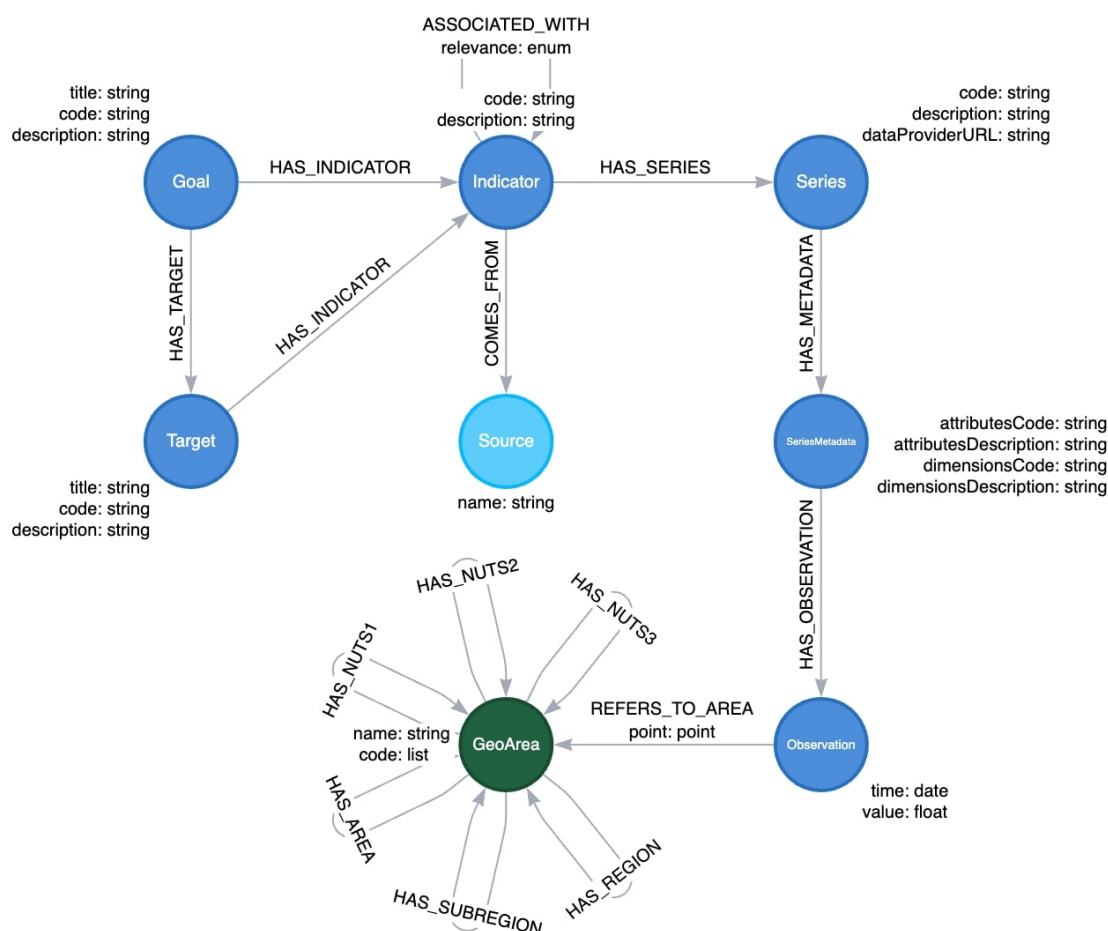 ASSOCIATED_WITH
relevance: enum
title: string
code: string
description: string
code: string
description: string
code: string
description: string
dataProviderURL: string
Goal
HAS_INDICATOR
Indicator
HAS_SERIES
Series
HAS_TARGET
HAS_INDICATOR
COMES_FROM
HAS_METADATA
Target
Source
SeriesMetadata
attributesCode: string
attributesDescription: string
dimensionsCode: string
dimensionsDescription: string
title: string
code: string
description: string
name: string
HAS_OBSERVATION
HAS_NUTS2
HAS_NUTS3
HAS_NUTS1
REFERS_TO_AREA
point: point
name: string
code: list
GeoArea
Observation
time: date
value: float
HAS_AREA
HAS_SUBREGION
HAS_REGION